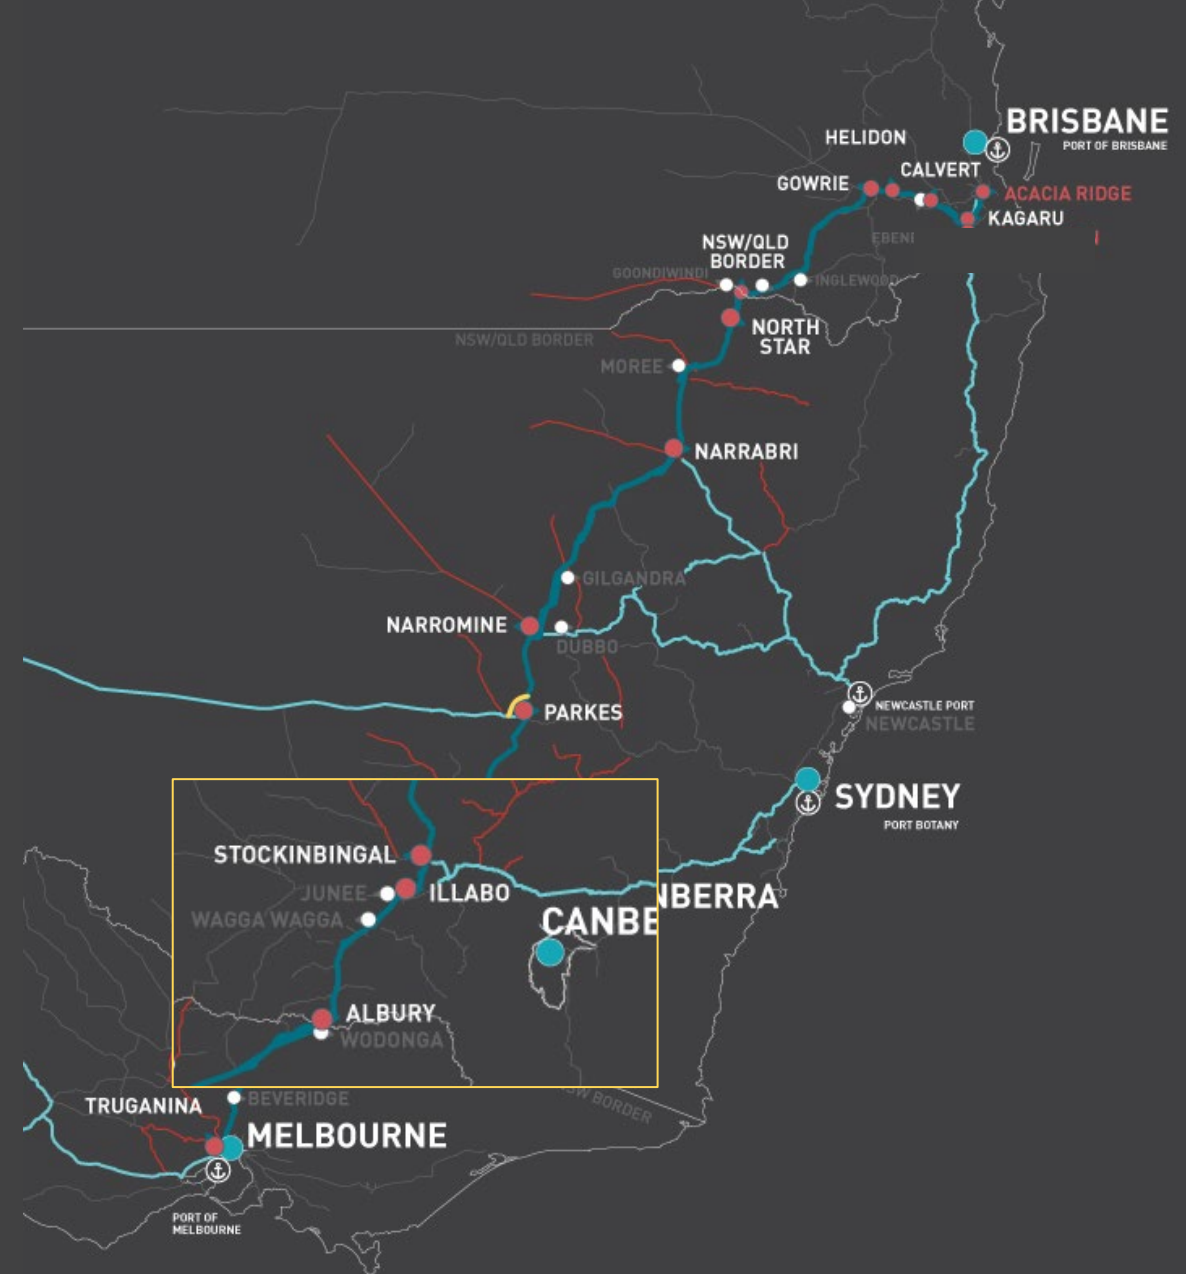 BRISBANE
PORT OF BRISBANE
HELIDON
CALVERT
GOWRIE
ACACIA RIDGE
KAGARU
NSW/QLD
BORDER
EBENI
GOONDIWINDI
INGLEWOOD
NORTH
STAR
NSW/QLD BORDER
MOREE
NARRABRI
GILGANDRA
NARROMINE
DUBBO
PARKES
NEWCASTLE PORT
NEWCASTLE
SYDNEY
PORT BOTANY
STOCKINBINGAL
JUNEE
ILLABO
NBERRA
WAGGA WAGGA
CANBE
ALBURY
WODONGA
BEVERIDGE
SW BORDER
TRUGANINA
MELBOURNE
PORT OF
MELBOURNE